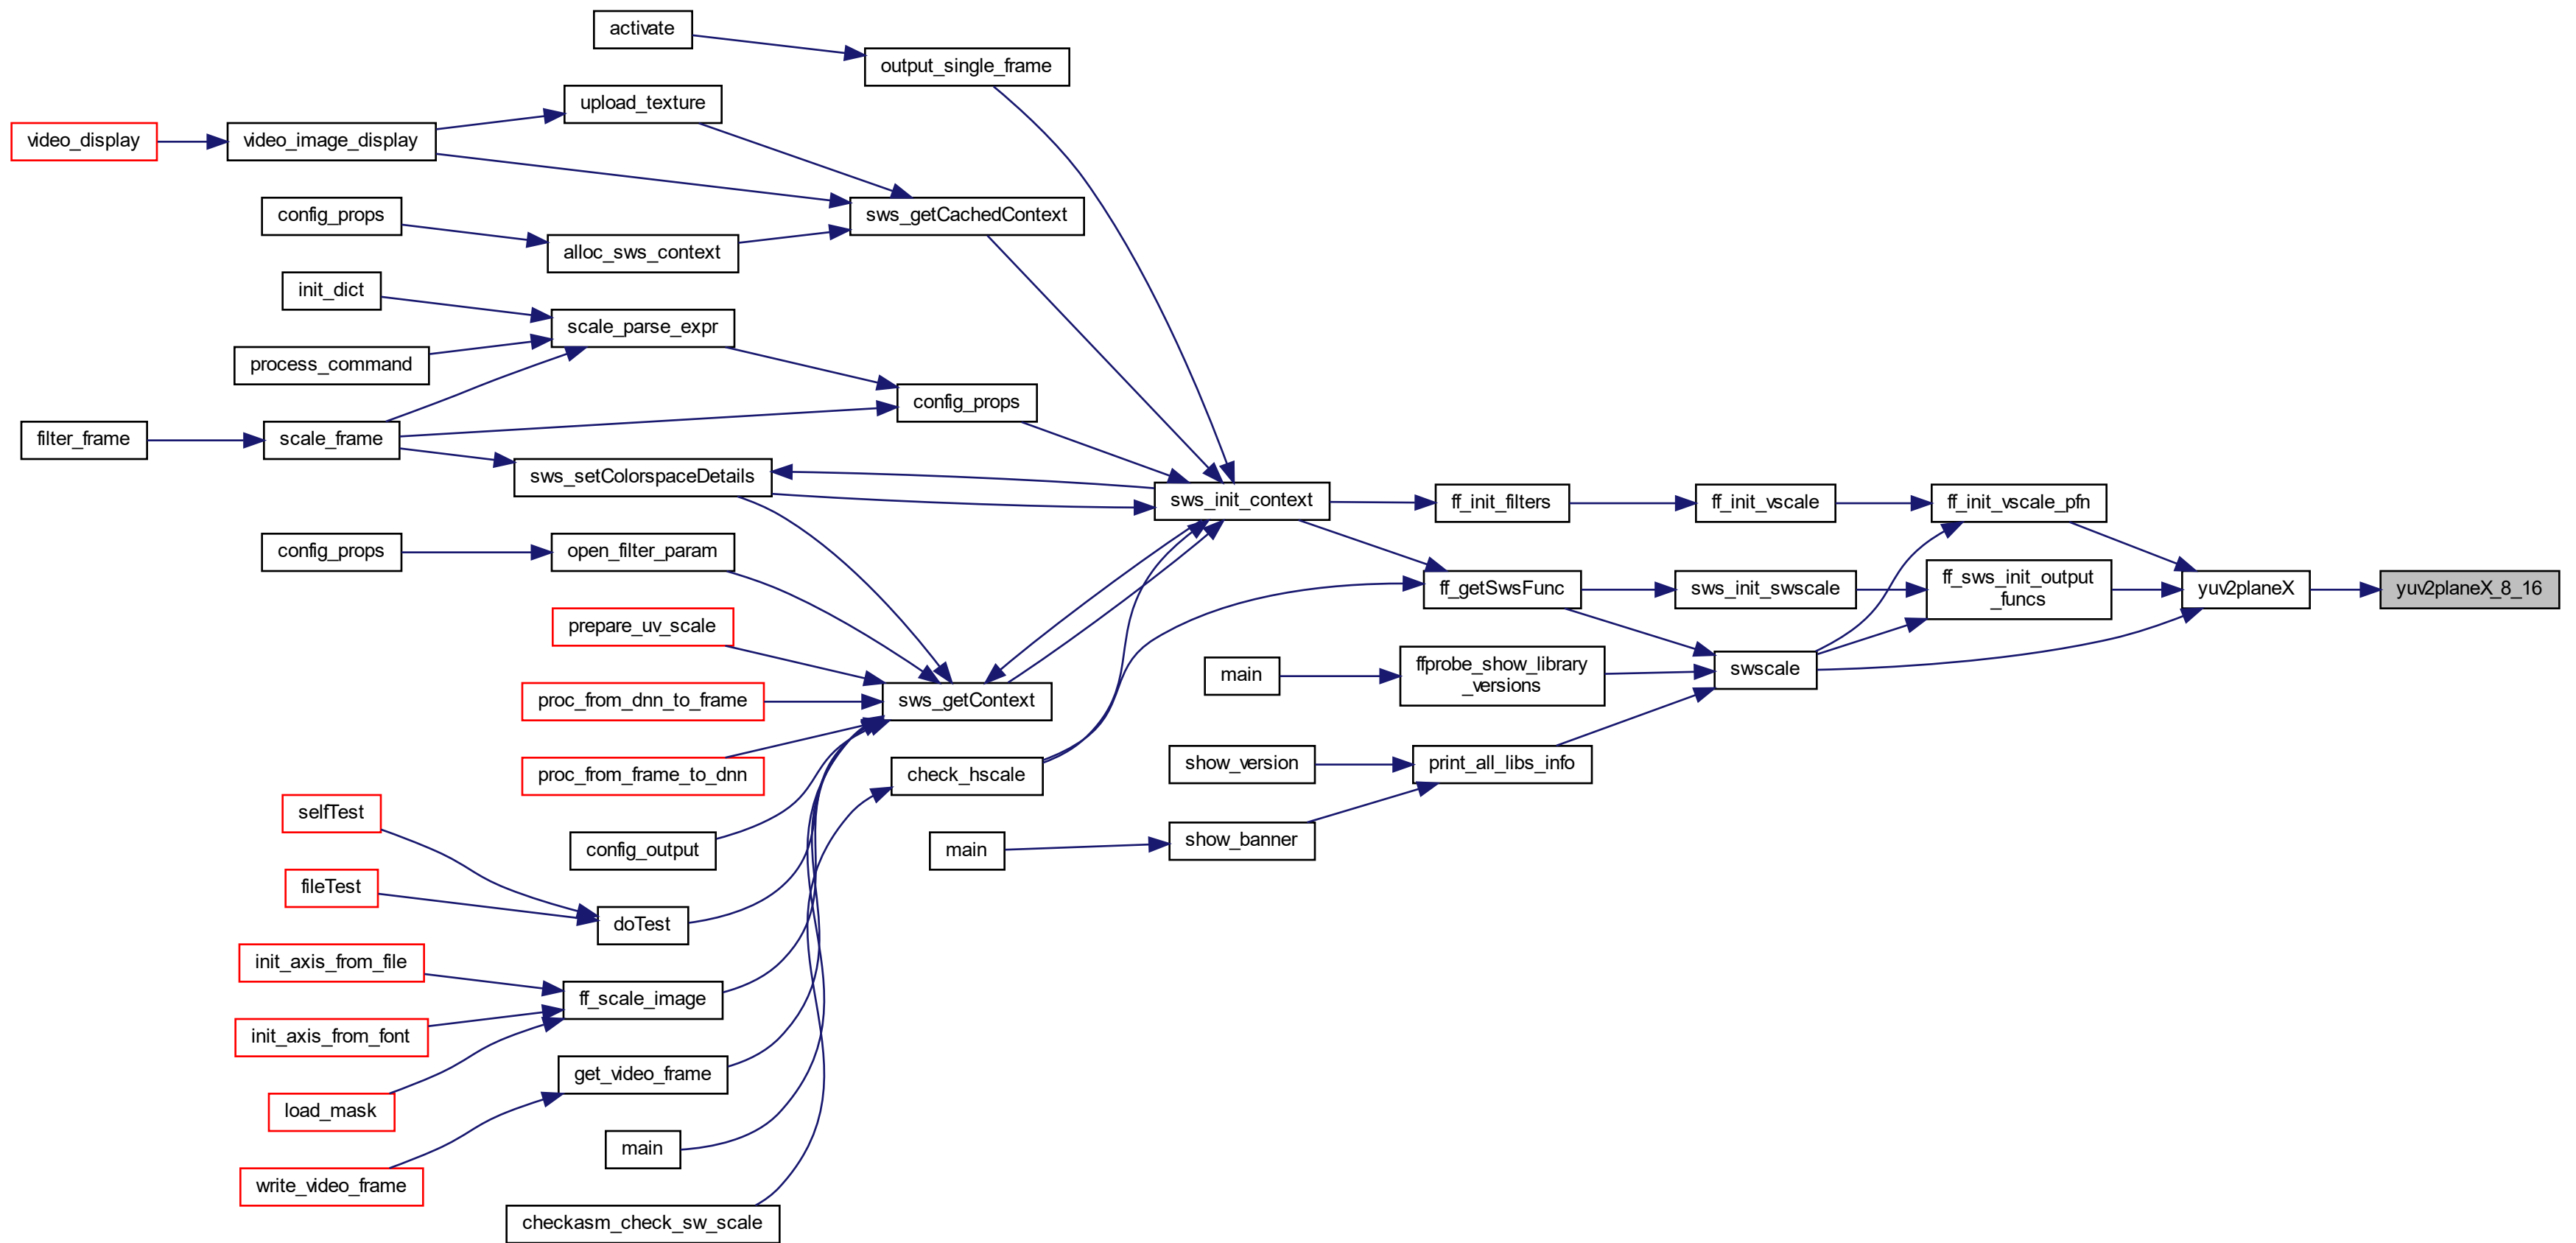 activate
output_single_frame
upload_texture
video_display
video_image_display
config_props
sws_getCachedContext
alloc_sws_context
init_dict
scale_parse_expr
process_command
config_props
filter_frame
scale_frame
sws_setColorspaceDetails
sws_init_context
ff_init_filters
ff_init_vscale
ff_init_vscale_pfn
config_props
open_filter_param
ff_getSwsFunc
sws_init_swscale
ff_sws_init_output
_funcs
yuv2planeX
yuv2planeX_8_16
prepare_uv_scale
main
ffprobe_show_library
_versions
swscale
proc_from_dnn_to_frame
sws_getContext
proc_from_frame_to_dnn
check_hscale
show_version
print_all_libs_info
selfTest
config_output
main
show_banner
fileTest
doTest
init_axis_from_file
ff_scale_image
init_axis_from_font
get_video_frame
load_mask
main
write_video_frame
checkasm_check_sw_scale